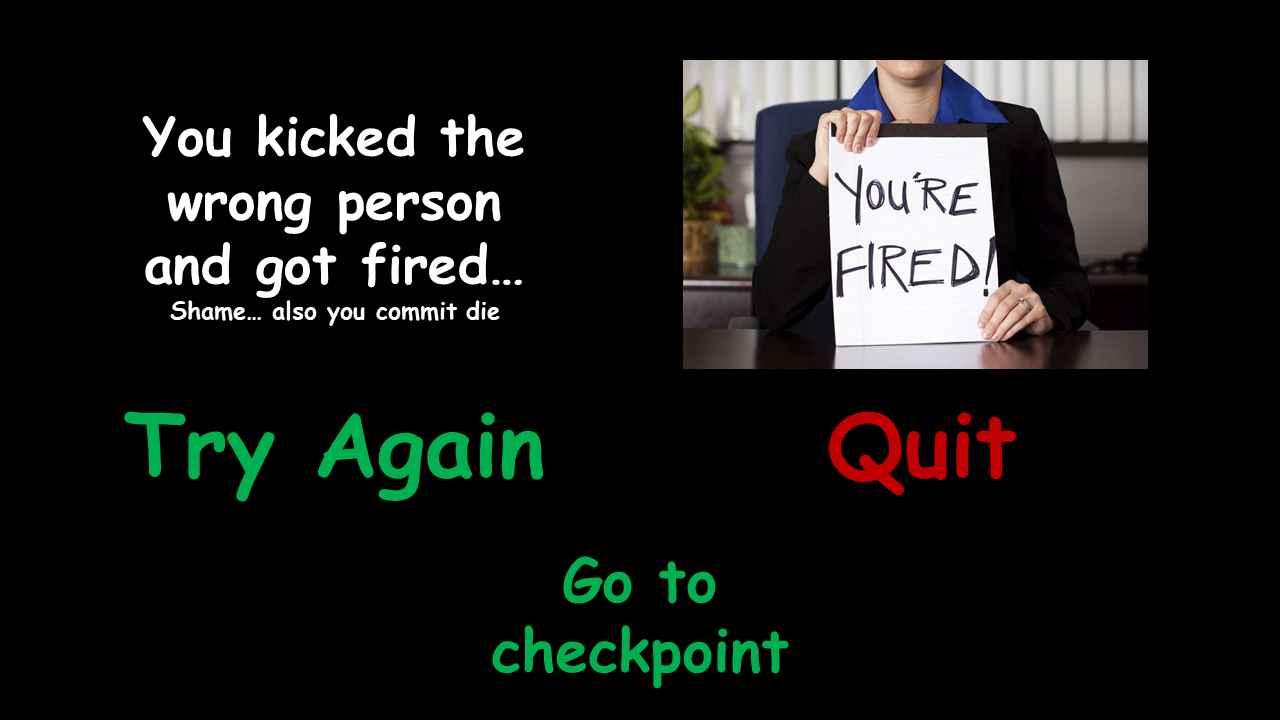 You kicked the
wrong person
and got fired...
Shame... also you commit die
YOU'RE
FIRED!
Try Again
Quit
Go to
checkpoint